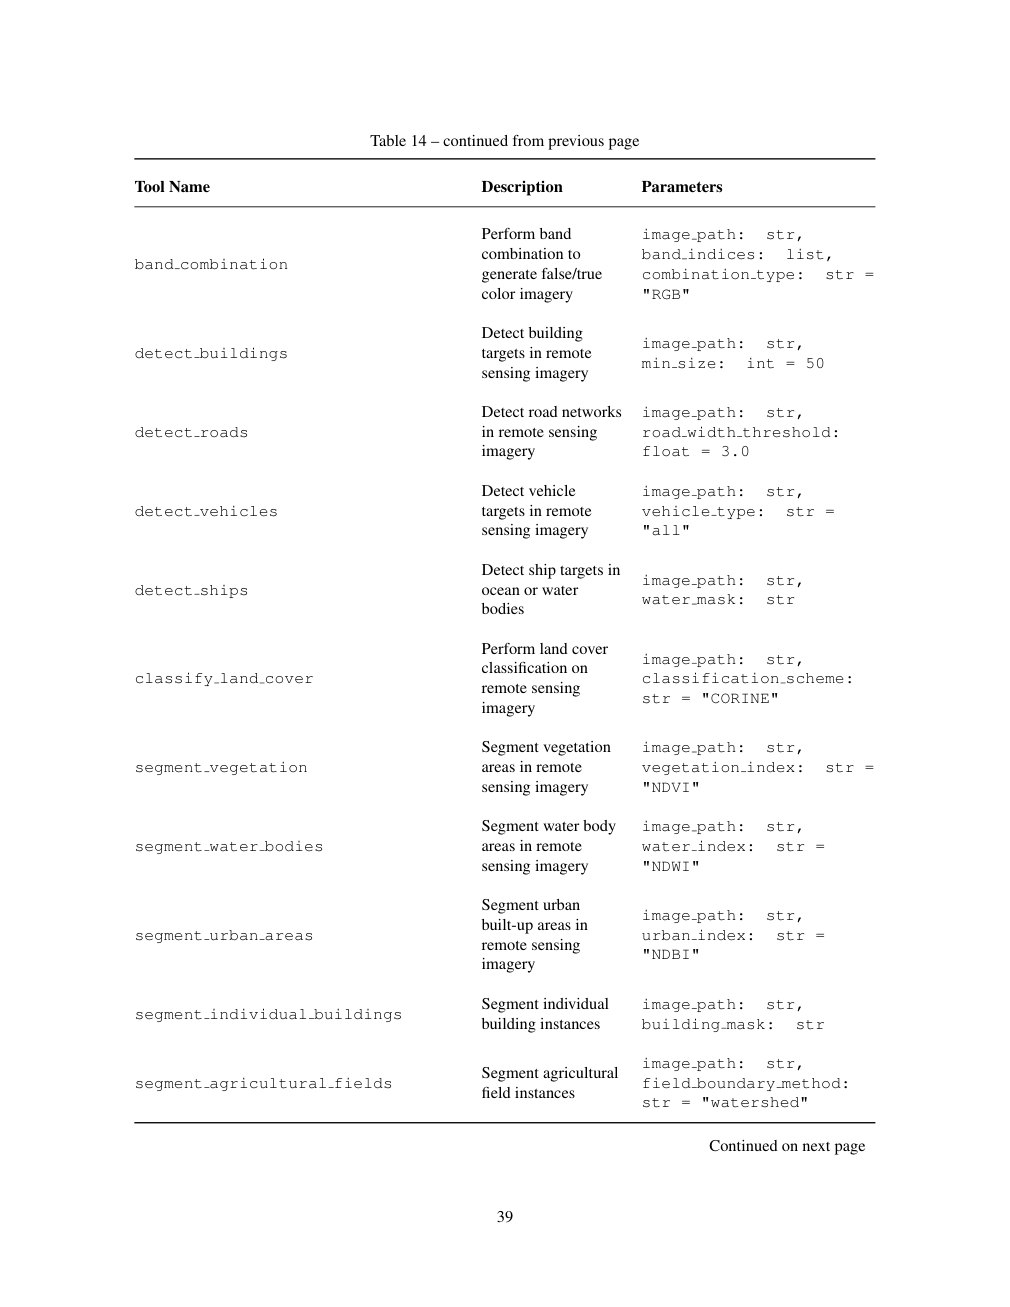 Table 14 – continued from previous page
Tool Name Description Parameters
band_combination
Perform band
combination to
generate false/true
color imagery
image_path: str,
band_indices: list,
combination_type: str =
"RGB"
detect_buildings
Detect building
targets in remote
sensing imagery
image_path: str,
min_size: int = 50
detect_roads
Detect road networks
in remote sensing
imagery
image_path: str,
road_width_threshold:
float = 3.0
detect_vehicles
Detect vehicle
targets in remote
sensing imagery
image_path: str,
vehicle_type: str =
"all"
detect_ships
Detect ship targets in
ocean or water
bodies
image_path: str,
water_mask: str
classify_land_cover
Perform land cover
classification on
remote sensing
imagery
image_path: str,
classification_scheme:
str = "CORINE"
segment_vegetation
Segment vegetation
areas in remote
sensing imagery
image_path: str,
vegetation_index: str =
"NDVI"
segment_water_bodies
Segment water body
areas in remote
sensing imagery
image_path: str,
water_index: str =
"NDWI"
segment_urban_areas
Segment urban
built-up areas in
remote sensing
imagery
image_path: str,
urban_index: str =
"NDBI"
segment_individual_buildings
Segment individual
building instances
image_path: str,
building_mask: str
segment_agricultural_fields
Segment agricultural
field instances
image_path: str,
field_boundary_method:
str = "watershed"
Continued on next page
39